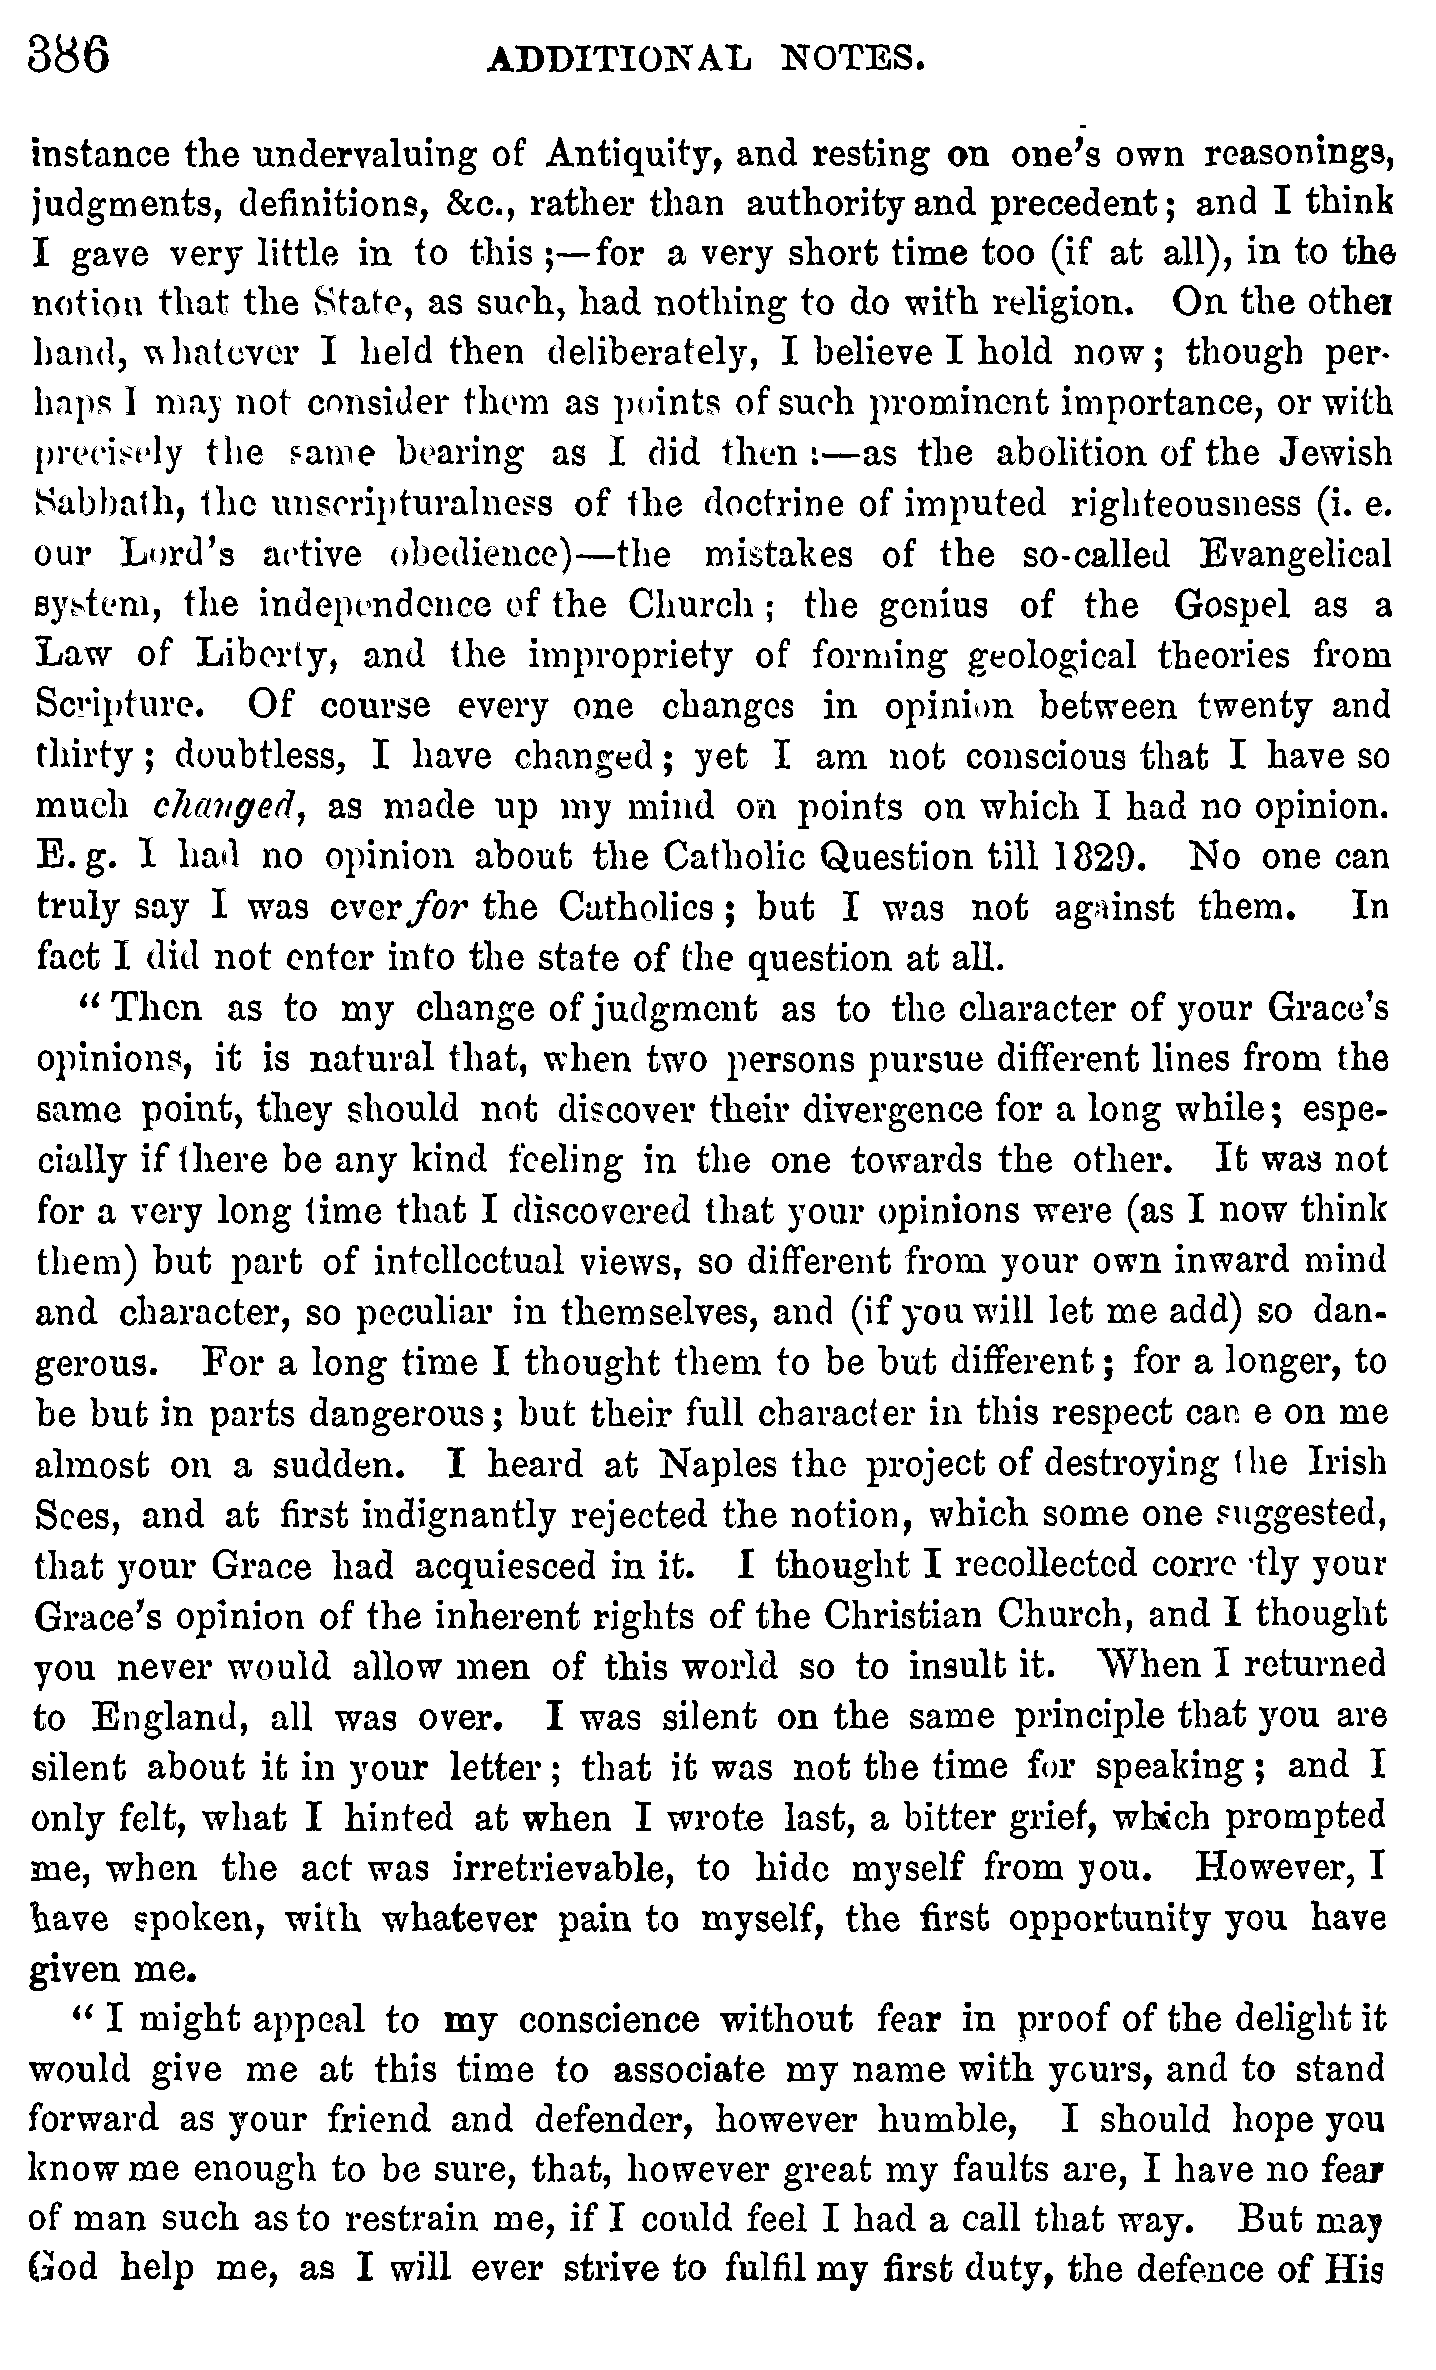 386 ADDITIONAL NOTES.
instance the undervaluing of Antiquity, and resting on one's own reasonings,
judgments, definitions, &c., rather than authority and precedent; and I think
I gave very little in to this;—for a very short time too (if at all), in to the
notion that the State, as such, had nothing to do with religion. On the other
hand, whatever I held then deliberately, I believe I hold now; though per-
haps I may not consider them as points of such prominent importance, or with
precisely the same bearing as I did then:—as the abolition of the Jewish
Sabbath, the unscripturalness of the doctrine of imputed righteousness (i. e.
our Lord's active obedience)—the mistakes of the so-called Evangelical
system, the independence of the Church; the genius of the Gospel as a
Law of Liberty, and the impropriety of forming geological theories from
Scripture. Of course every one changes in opinion between twenty and
thirty; doubtless, I have changed; yet I am not conscious that I have so
much changed, as made up my mind on points on which I had no opinion.
E. g. I had no opinion about the Catholic Question till 1829. No one can
truly say I was ever for the Catholics; but I was not against them. In
fact I did not enter into the state of the question at all.
"Then as to my change of judgment as to the character of your Grace's
opinions, it is natural that, when two persons pursue different lines from the
same point, they should not discover their divergence for a long while; espe-
cially if there be any kind feeling in the one towards the other. It was not
for a very long time that I discovered that your opinions were (as I now think
them) but part of intellectual views, so different from your own inward mind
and character, so peculiar in themselves, and (if you will let me add) so dan-
gerous. For a long time I thought them to be but different; for a longer, to
be but in parts dangerous; but their full character in this respect came on me
almost on a sudden. I heard at Naples the project of destroying the Irish
Sees, and at first indignantly rejected the notion, which some one suggested,
that your Grace had acquiesced in it. I thought I recollected correctly your
Grace's opinion of the inherent rights of the Christian Church, and I thought
you never would allow men of this world so to insult it. When I returned
to England, all was over. I was silent on the same principle that you are
silent about it in your letter; that it was not the time for speaking; and I
only felt, what I hinted at when I wrote last, a bitter grief, which prompted
me, when the act was irretrievable, to hide myself from you. However, I
have spoken, with whatever pain to myself, the first opportunity you have
given me.
"I might appeal to my conscience without fear in proof of the delight it
would give me at this time to associate my name with yours, and to stand
forward as your friend and defender, however humble, I should hope you
know me enough to be sure, that, however great my faults are, I have no fear
of man such as to restrain me, if I could feel I had a call that way. But may
God help me, as I will ever strive to fulfil my first duty, the defence of His